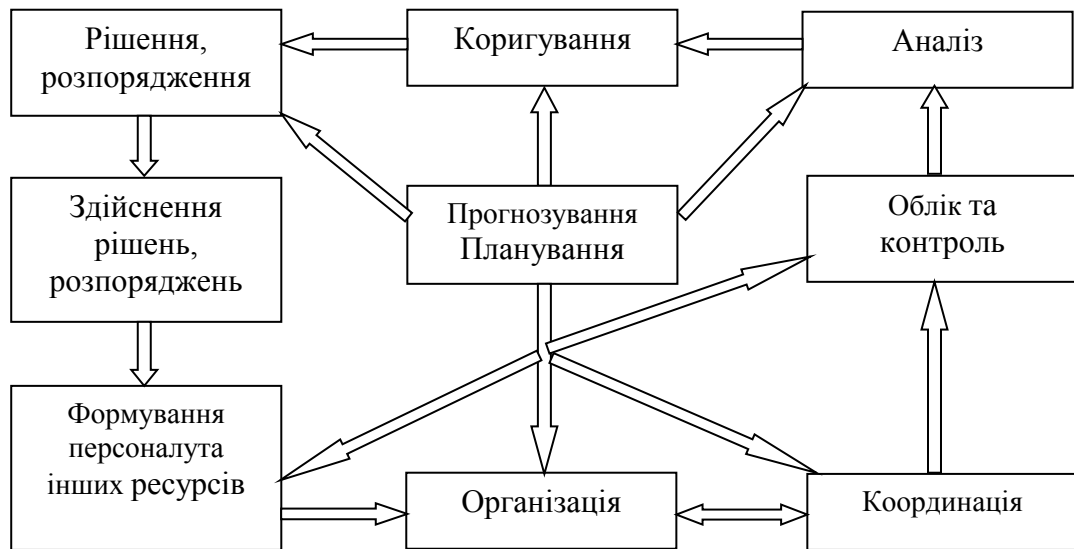 Рішення,
розпорядження
Коригування
Аналіз
Здійснення
рішень,
розпоряджень
Прогнозування
Планування
Облік та
контроль
Формування
персоналута
інших ресурсів
Організація
Координація